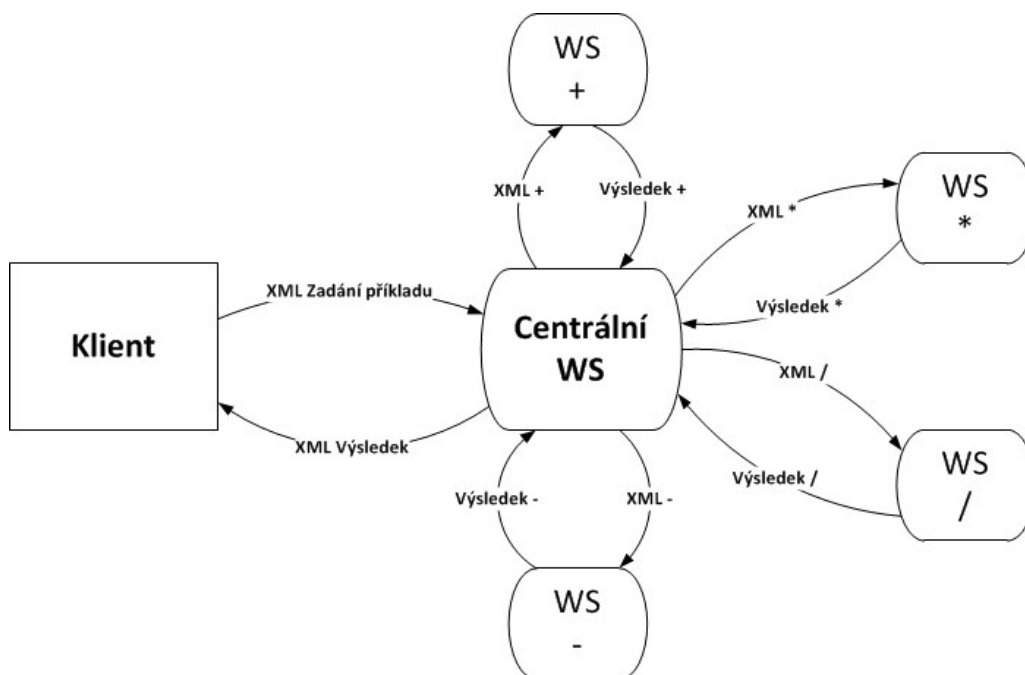 WS
+
XML +
Výsledek +
WS
*
XML *
Výsledek *
XML Zadání příkladu
Klient
Centrální
WS
XML Výsledek
XML /
Výsledek /
WS
/
Výsledek -
XML -
WS
-